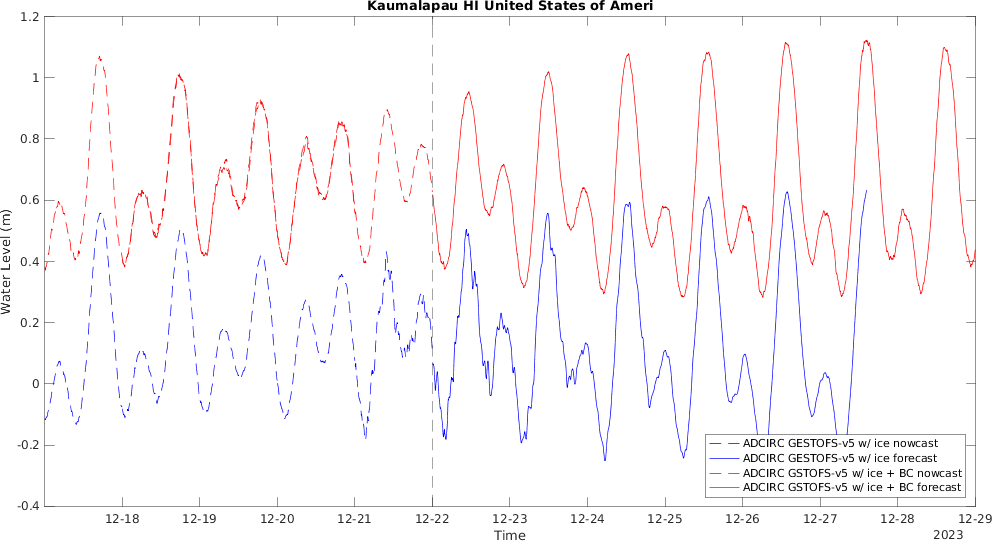 Kaumalapau HI United States of Ameri
1.2
1
0.8
0.6
0.4
0.2
0
-0.2
-0.4
Water Level (m)
ADCIRC GESTOFS-v5 w/ ice nowcast
ADCIRC GESTOFS-v5 w/ ice forecast
ADCIRC GSTOFS-v5 w/ ice + BC nowcast
ADCIRC GSTOFS-v5 w/ ice + BC forecast
12-18 12-19 12-20 12-21 12-22 12-23 12-24 12-25 12-26 12-27 12-28 12-29
Time
2023